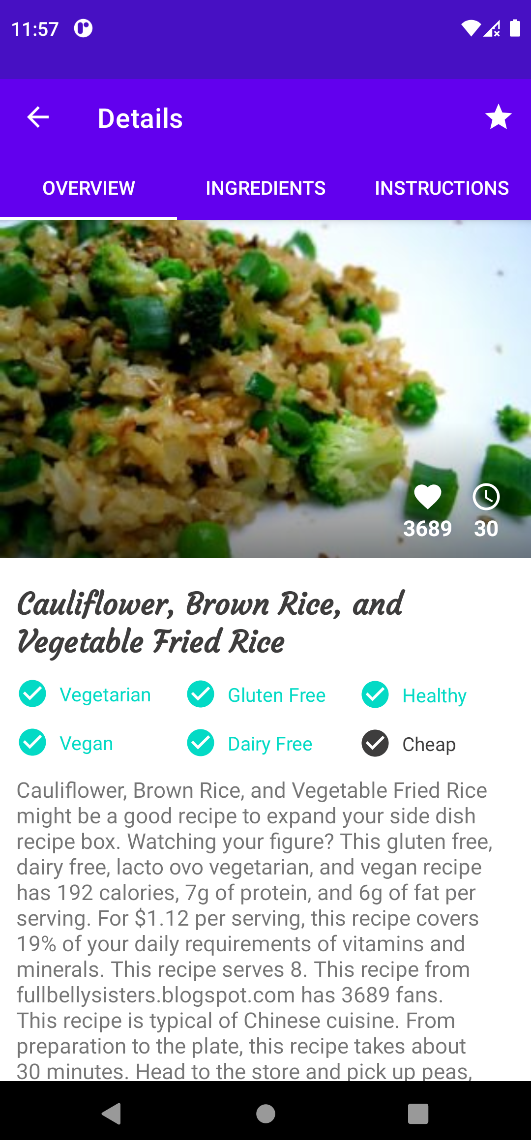 11:57
Details
OVERVIEW INGREDIENTS INSTRUCTIONS
3689 30
Cauliflower, Brown Rice, and
Vegetable Fried Rice
Vegetarian Gluten Free Healthy
Vegan Dairy Free Cheap
Cauliflower, Brown Rice, and Vegetable Fried Rice
might be a good recipe to expand your side dish
recipe box. Watching your figure? This gluten free,
dairy free, lacto ovo vegetarian, and vegan recipe
has 192 calories, 7g of protein, and 6g of fat per
serving. For $1.12 per serving, this recipe covers
19% of your daily requirements of vitamins and
minerals. This recipe serves 8. This recipe from
fullbellysisters.blogspot.com has 3689 fans.
This recipe is typical of Chinese cuisine. From
preparation to the plate, this recipe takes about
30 minutes. Head to the store and pick up peas,